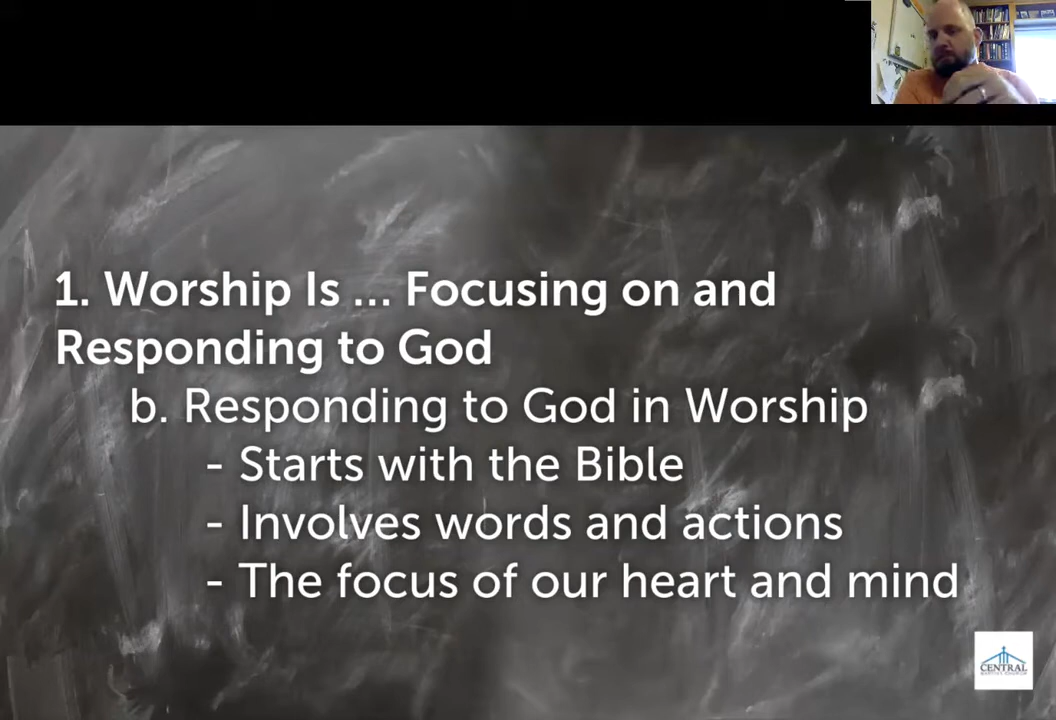 1. Worship Is ... Focusing on and
Responding to God
b. Responding to God in Worship
- Starts with the Bible
- Involves words and actions
- The focus of our heart and mind
CENTRAL